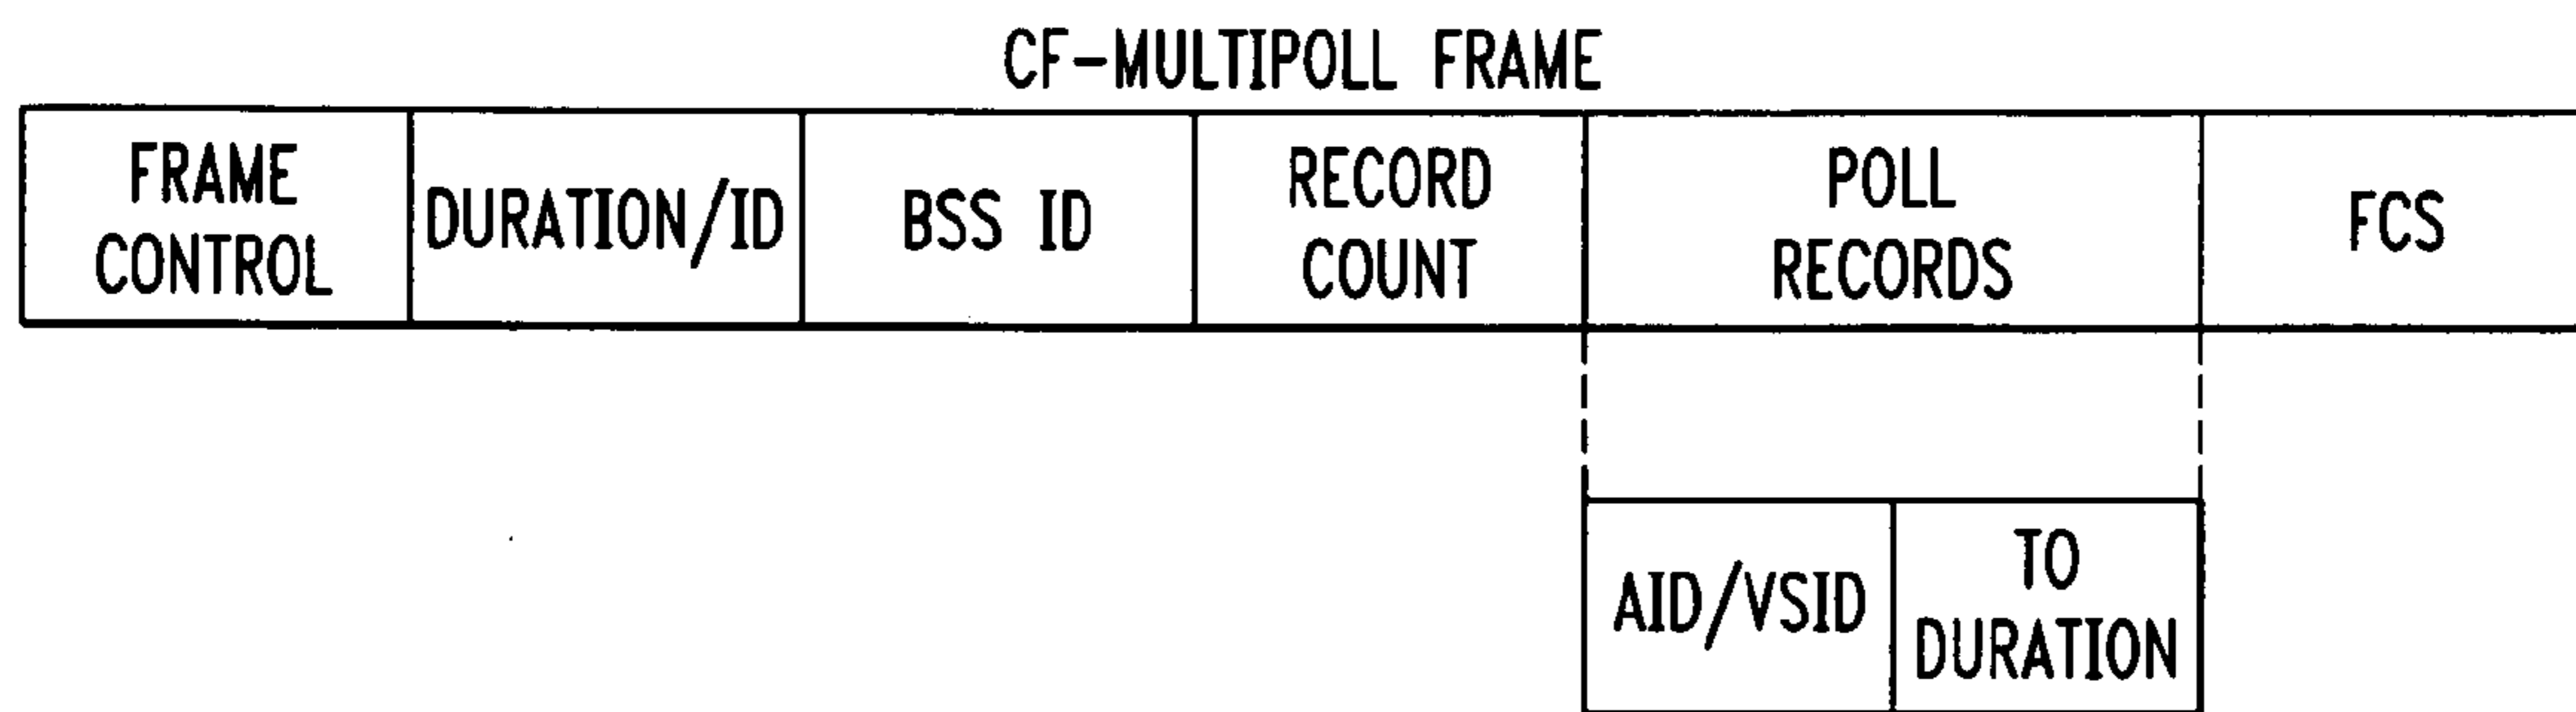 CF-MULTIPOLL FRAME
FRAME
CONTROL
DURATION/ID
BSS ID
RECORD
COUNT
POLL
RECORDS
FCS
AID/VSID
TO
DURATION